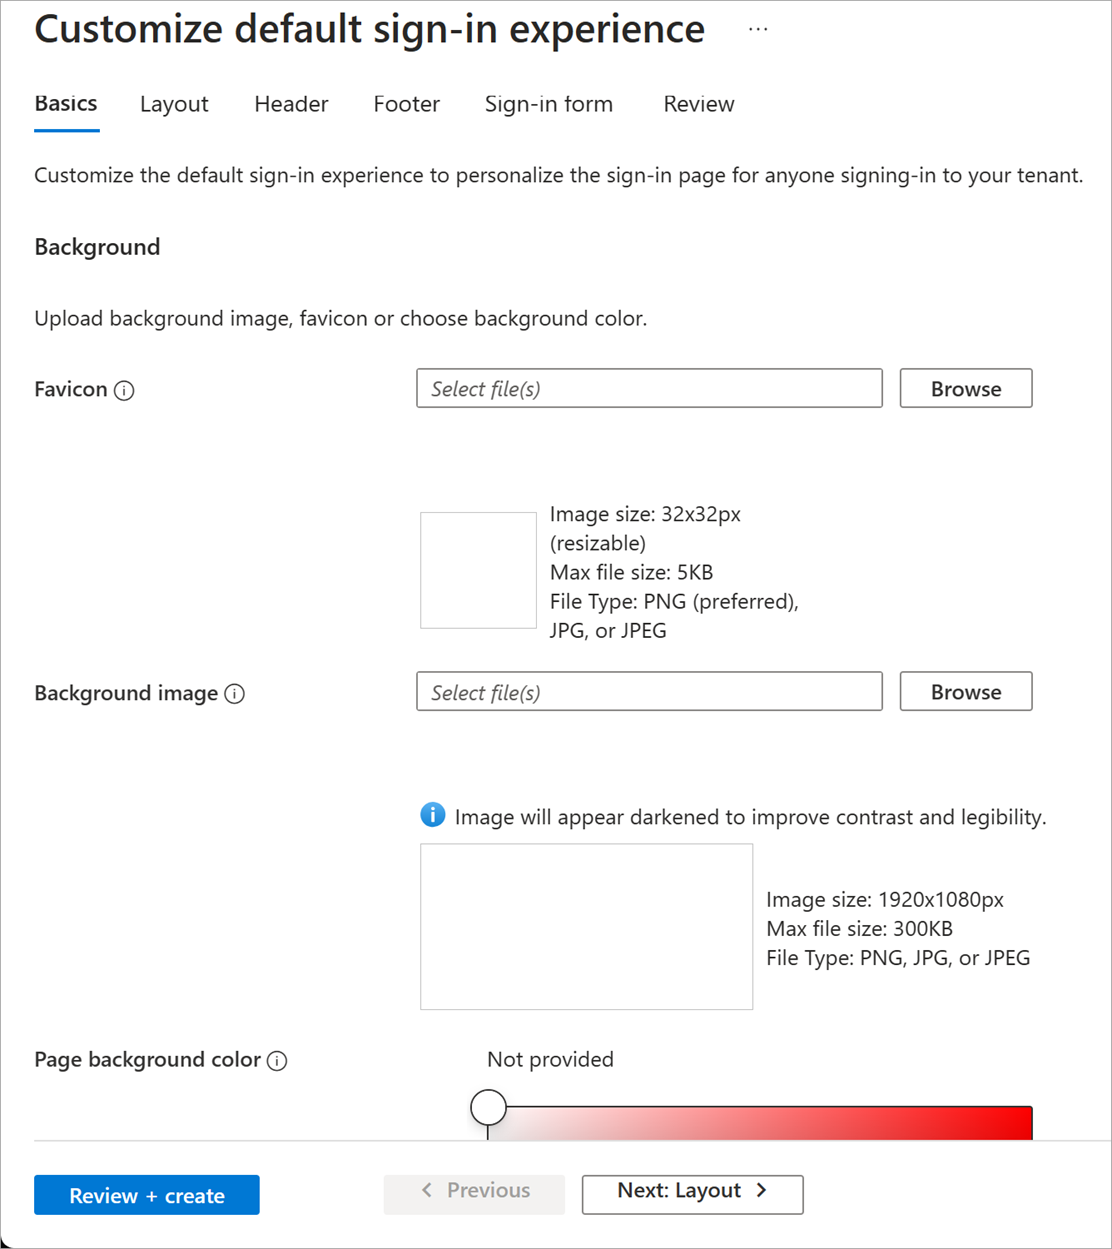 Customize default sign-in experience ...
Basics Layout Header Footer Sign-in form Review
Customize the default sign-in experience to personalize the sign-in page for anyone signing-in to your tenant.
Background
Upload background image, favicon or choose background color.
Favicon
Select file(s)
Browse
Image size: 32x32px
(resizable)
Max file size: 5KB
File Type: PNG (preferred),
JPG, or JPEG
Background image
Select file(s)
Browse
Image will appear darkened to improve contrast and legibility.
Image size: 1920x1080px
Max file size: 300KB
File Type: PNG, JPG, or JPEG
Page background color
Not provided
Review + create
< Previous
Next: Layout >